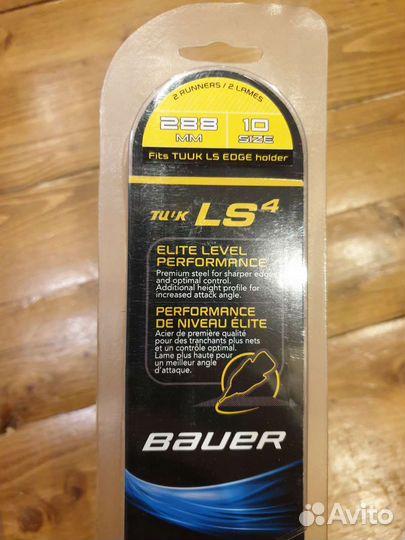 2 RUNNERS / 2 LAMES
288 10
MM SIZE
Fits TUUK LS EDGE holder
TUUK LS4
ELITE LEVEL
PERFORMANCE
Premium steel for sharper edges
and optimal control.
Additional height profile for
increased attack angle.
PERFORMANCE
DE NIVEAU ÉLITE
Acier de première qualité
pour des tranchants plus nets
et un contrôle optimal.
Lame plus haute pour
un meilleur angle
d'attaque.
BAUER
Avito